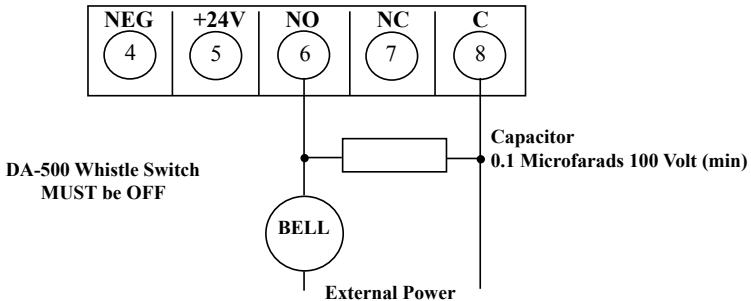 NEG +24V NO NC C
4 5 6 7 8
Capacitor
0.1 Microfarads 100 Volt (min)
DA-500 Whistle Switch
MUST be OFF
BELL
External Power